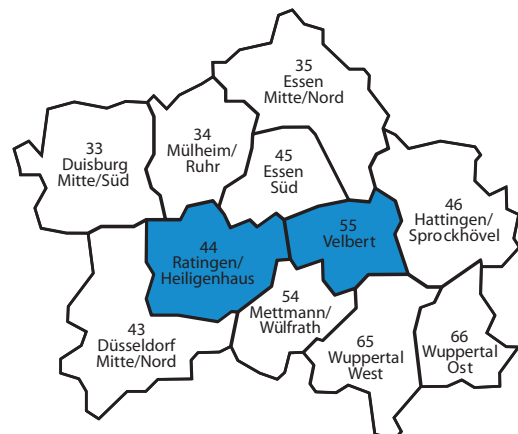 35
Essen
Mitte/Nord
33
Duisburg
Mitte/Süd
34
Mülheim/
Ruhr
45
Essen
Süd
46
Hattingen/
Sprockhövel
44
Ratingen/
Heiligenhaus
55
Velbert
54
Mettmann/
Wülfrath
43
Düsseldorf
Mitte/Nord
65
Wuppertal
West
66
Wuppertal
Ost